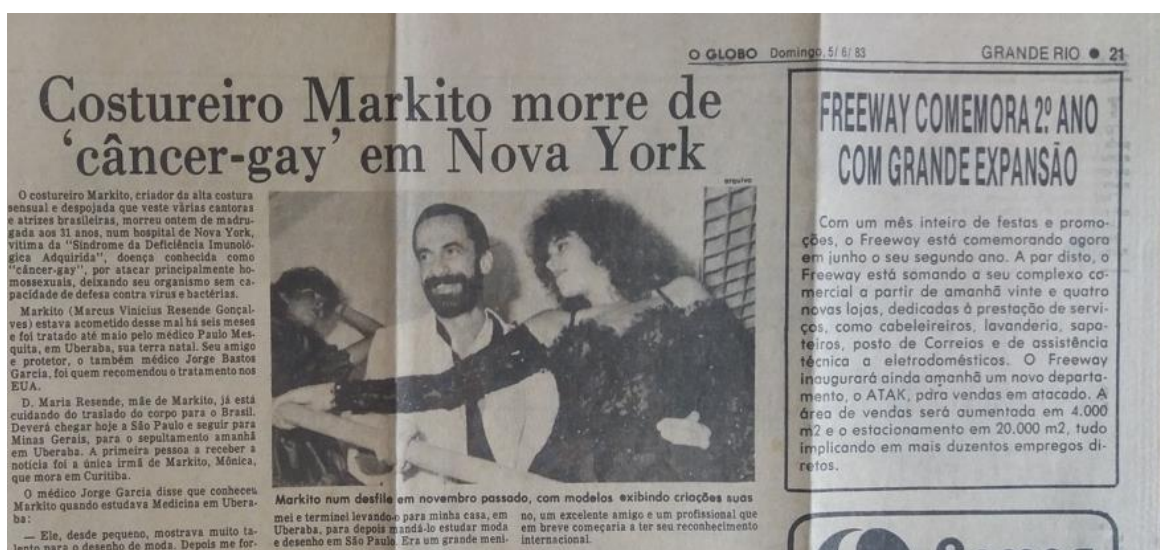 O GLOBO Domingo, 5/6/83 GRANDE RIO ● 21
Costureiro Markito morre de
'câncer-gay' em Nova York
O costureiro Markito, criador da alta costura
sensual e despojada que veste várias cantoras
e atrizes brasileiras, morreu ontem de madru-
gada aos 31 anos, num hospital de Nova York,
vítima da "Síndrome da Deficiência Imunoló-
gica Adquirida", doença conhecida como
"câncer-gay", por atacar principalmente ho-
mossexuais, deixando seu organismo sem ca-
pacidade de defesa contra vírus e bactérias.
Markito (Marcus Vinicius Resende Gonçal-
ves) estava acometido desse mal há seis meses
e foi tratado até maio pelo médico Paulo Mes-
quita, em Uberaba, sua terra natal. Seu amigo
e protetor, o também médico Jorge Bastos
Garcia, foi quem recomendou o tratamento nos
EUA.
D. Maria Resende, mãe de Markito, já está
cuidando do traslado do corpo para o Brasil.
Deverá chegar hoje a São Paulo e seguir para
Minas Gerais, para o sepultamento amanhã
em Uberaba. A primeira pessoa a receber a
notícia foi a única irmã de Markito, Mônica,
que mora em Curitiba.
O médico Jorge Garcia disse que conheceu
Markito quando estudava Medicina em Ubera-
ba:
— Ele, desde pequeno, mostrava muito ta-
lento para o desenho de moda. Depois me for-
arquivo
Markito num desfile em novembro passado, com modelos exibindo criações suas
mei e terminei levando-o para minha casa, em
Uberaba, para depois mandá-lo estudar moda
e desenho em São Paulo. Era um grande meni-
no, um excelente amigo e um profissional que
em breve começaria a ter seu reconhecimento
internacional.
FREEWAY COMEMORA 2º ANO
COM GRANDE EXPANSÃO
Com um mês inteiro de festas e promo-
ções, o Freeway está comemorando agora
em junho o seu segundo ano. A par disto, o
Freeway está somando a seu complexo co-
mercial a partir de amanhã vinte e quatro
novas lojas, dedicadas à prestação de servi-
ços, como cabeleireiros, lavanderia, sapa-
teiros, posto de Correios e de assistência
técnica a eletrodomésticos. O Freeway
inaugurará ainda amanhã um novo departa-
mento, o ATAK, para vendas em atacado. A
área de vendas será aumentada em 4.000
m2 e o estacionamento em 20.000 m2, tudo
implicando em mais duzentos empregos di-
retos.